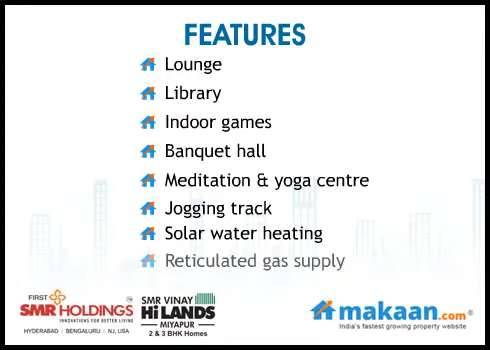 FEATURES
Lounge
Library
Indoor games
Banquet hall
Meditation & yoga centre
Jogging track
Solar water heating
Reticulated gas supply
FIRST
SMR HOLDINGS
INNOVATIONS FOR BETTER LIVING
HYDERABAD | BENGALURU | NJ, USA
SMR VINAY
Hi LANDS
MIYAPUR
2 & 3 BHK Homes
makaan.com
India's fastest growing property website